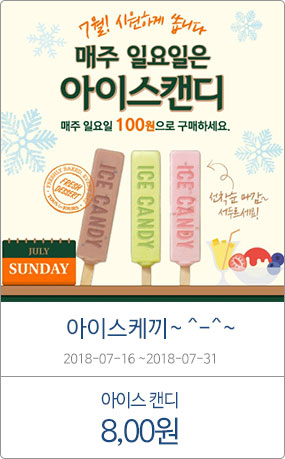 7월! 시원하게 쏩니다
매주 일요일은
아이스캔디
매주 일요일 100원으로 구매하세요.
FRESHLY BAKED EVERYDAY
FRESH
DESSERT
ICE CANDY
ICE CANDY
ICE CANDY
선착순 마감~
서두르세요!
JULY
SUNDAY
아이스케끼~ ^-^~
2018-07-16 ~2018-07-31
아이스 캔디
8,00원